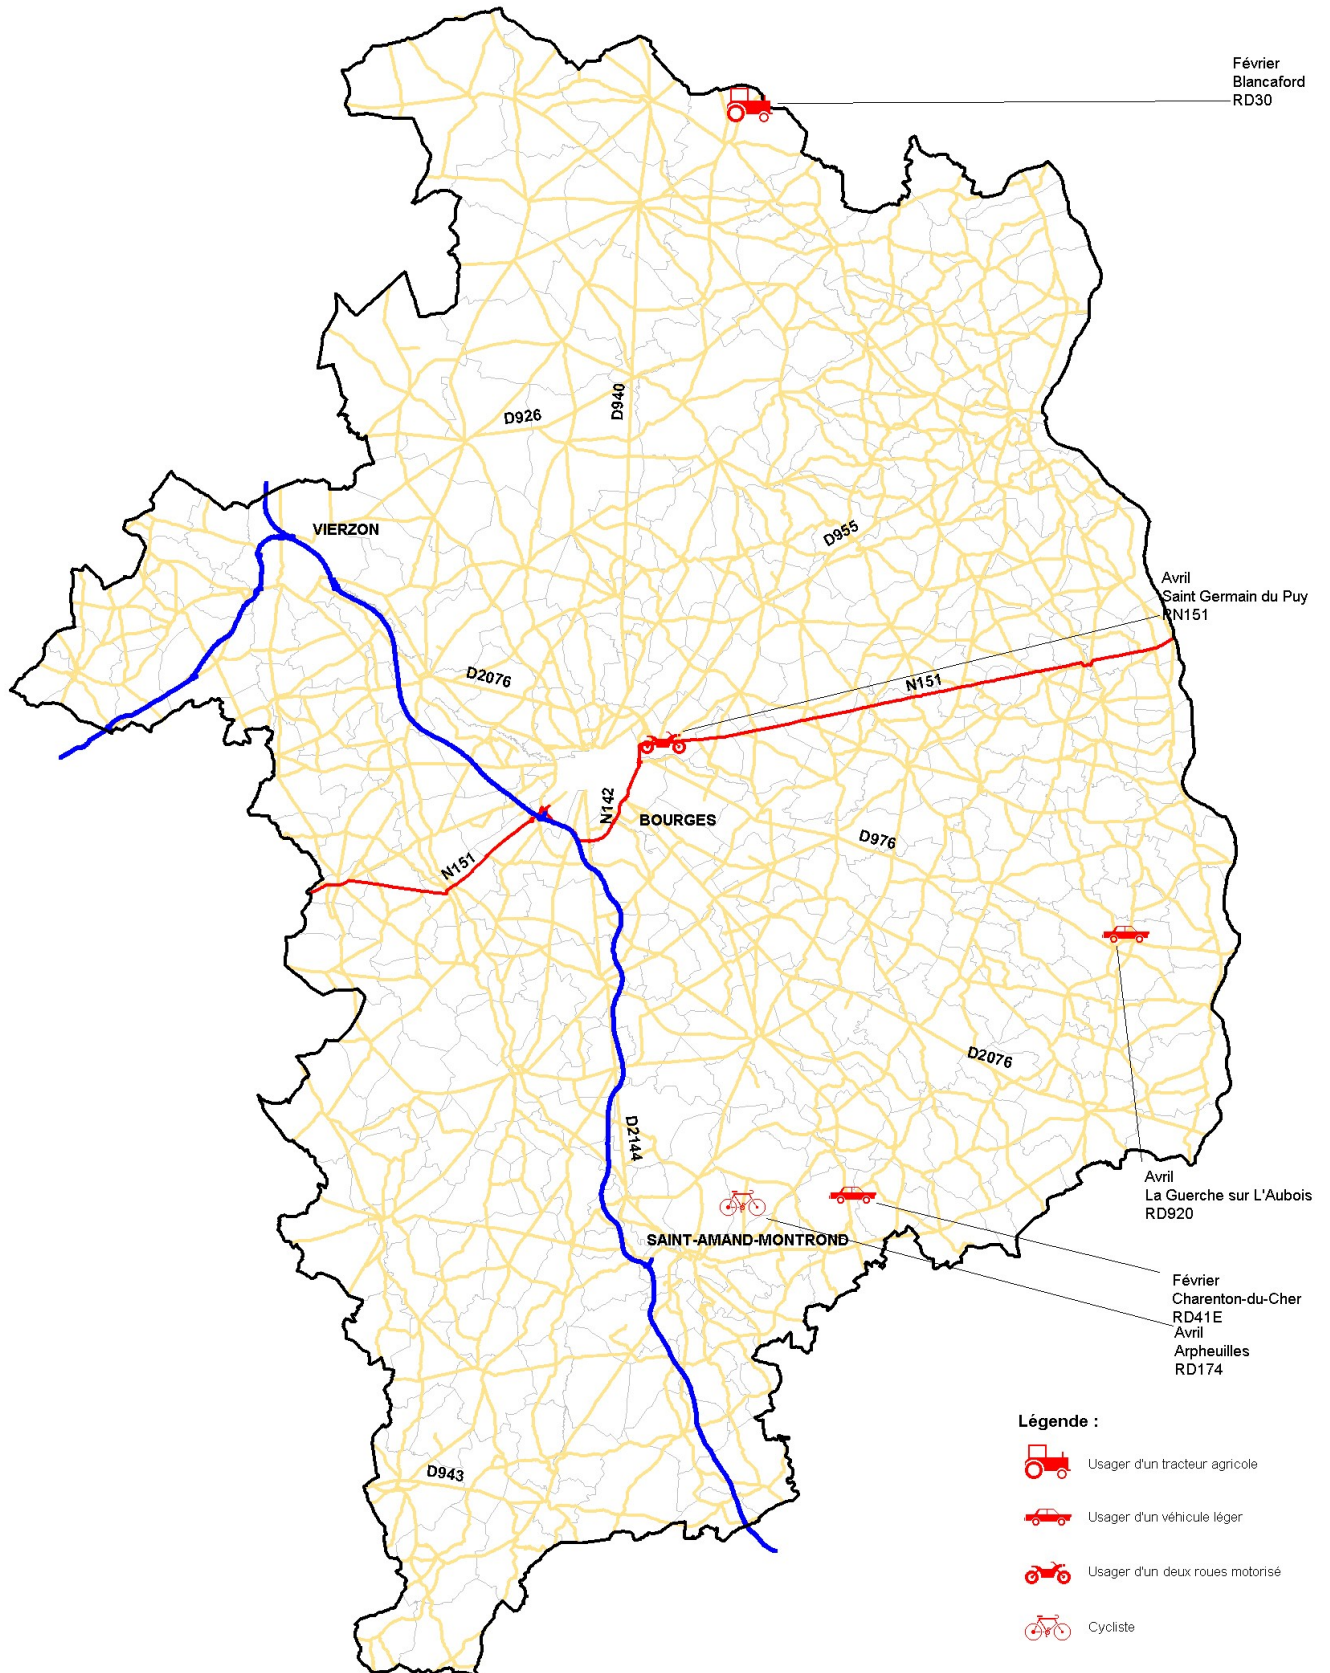 Février
Blancaford
RD30
D940
D926
VIERZON
D955
Avril
Saint Germain du Puy
RN151
D2076
N151
N142
BOURGES
D976
N151
D2076
D2144
Avril
La Guerche sur L'Aubois
RD920
SAINT-AMAND-MONTROND
Février
Charenton-du-Cher
RD41E
Avril
Arpheuilles
RD174
Légende :
Usager d'un tracteur agricole
D943
Usager d'un véhicule léger
Usager d'un deux roues motorisé
Cycliste